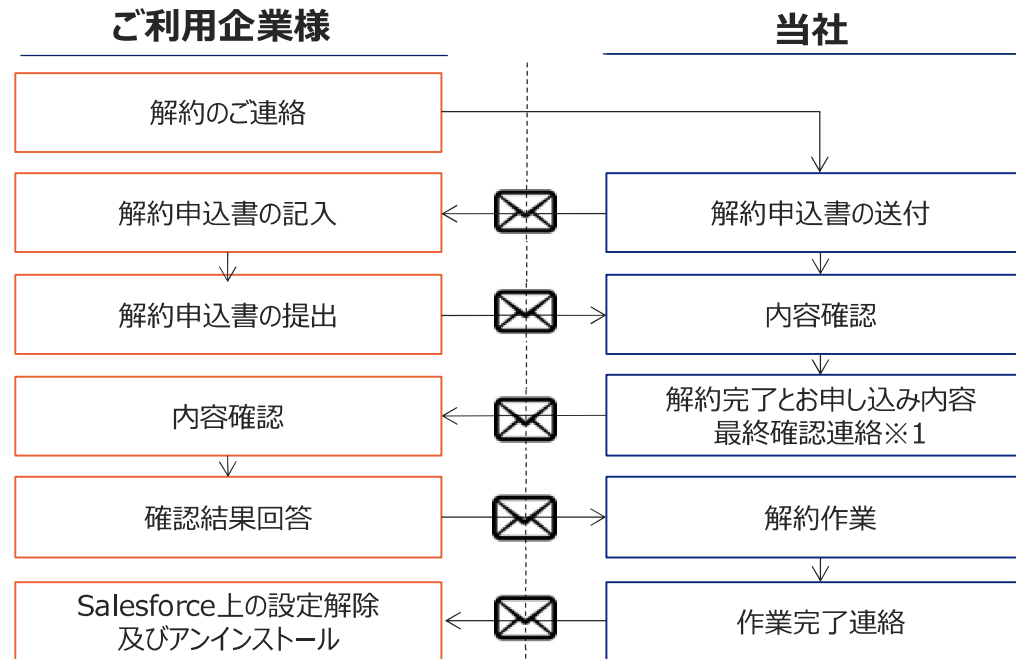 ご利用企業様
当社
解約のご連絡
解約申込書の記入
解約申込書の送付
解約申込書の提出
内容確認
内容確認
解約完了とお申し込み内容
最終確認連絡※1
確認結果回答
解約作業
Salesforce上の設定解除
及びアンインストール
作業完了連絡